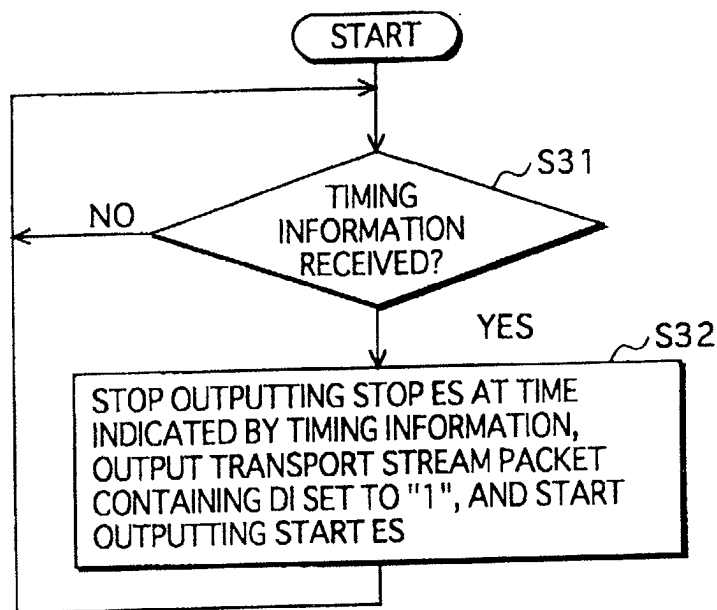 START
S31
TIMING
INFORMATION
RECEIVED?
NO
YES
S32
STOP OUTPUTTING STOP ES AT TIME
INDICATED BY TIMING INFORMATION,
OUTPUT TRANSPORT STREAM PACKET
CONTAINING DI SET TO "1", AND START
OUTPUTTING START ES